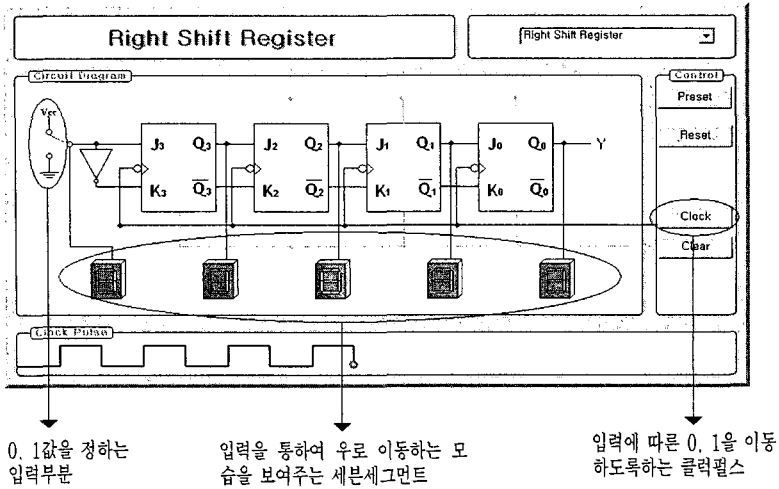 Right Shift Register
Right Shift Register
Circuit Diagram
Control
Vcc
Preset
J3 Q3 J2 Q2 J1 Q1 J0 Q0 Y
Reset
K3 Q̅3 K2 Q̅2 K1 Q̅1 K0 Q̅0
Clock
Clear
Clock Pulse
0, 1값을 정하는
입력부분
입력을 통하여 우로 이동하는 모
습을 보여주는 세븐세그먼트
입력에 따른 0, 1을 이동
하도록하는 클럭펄스